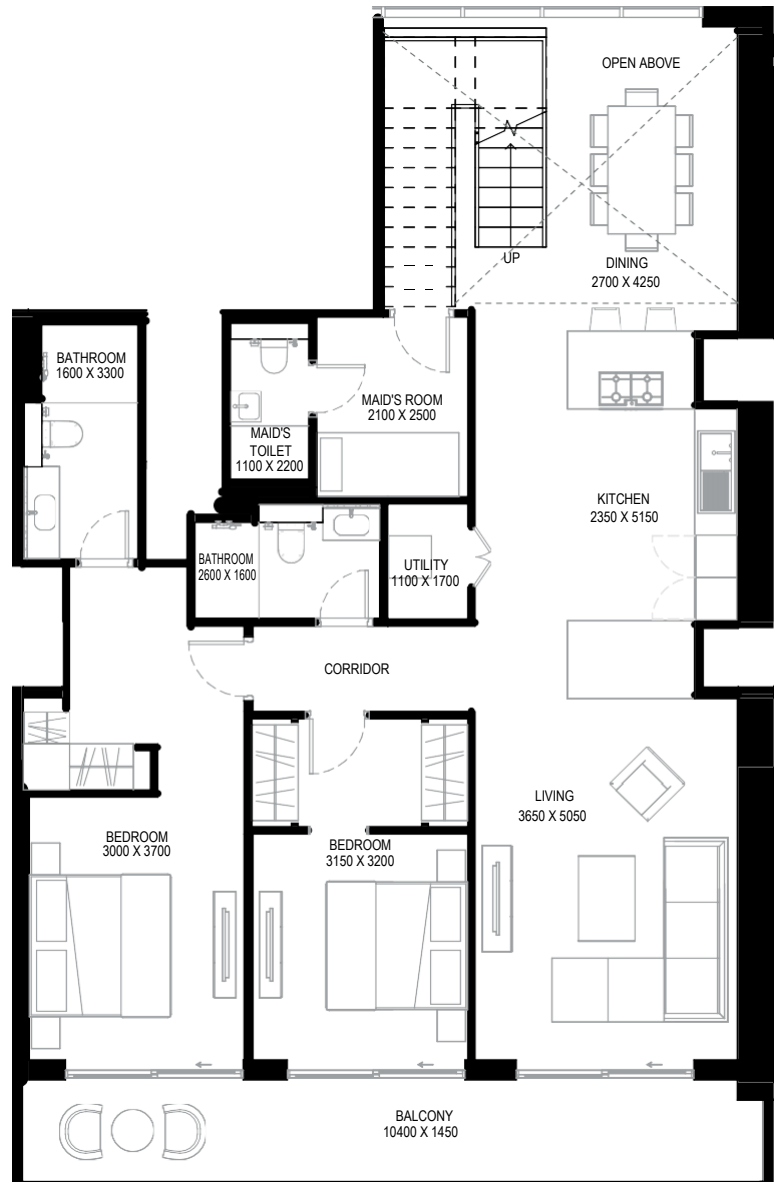 OPEN ABOVE
UP
DINING
2700 X 4250
BATHROOM
1600 X 3300
MAID'S ROOM
2100 X 2500
MAID'S
TOILET
1100 X 2200
KITCHEN
2350 X 5150
BATHROOM
2600 X 1600
UTILITY
1100 X 1700
CORRIDOR
LIVING
3650 X 5050
BEDROOM
3000 X 3700
BEDROOM
3150 X 3200
BALCONY
10400 X 1450